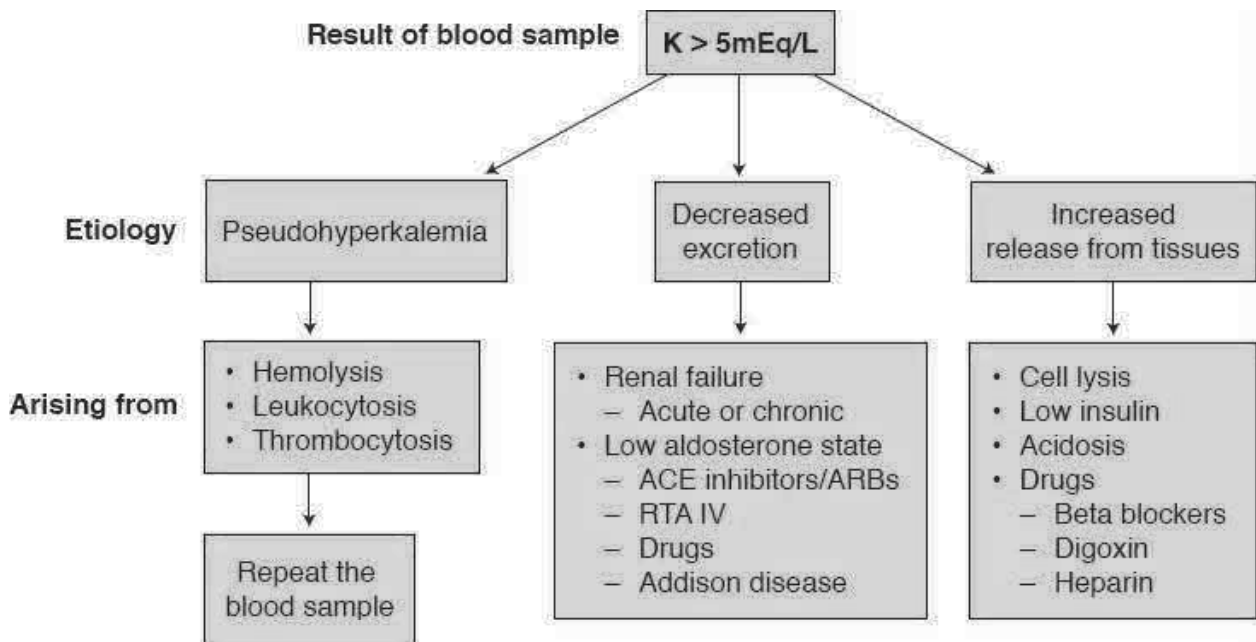 Result of blood sample
K > 5mEq/L
Etiology
Pseudohyperkalemia
Decreased
excretion
Increased
release from tissues
Arising from
• Hemolysis
• Leukocytosis
• Thrombocytosis
• Renal failure
– Acute or chronic
• Low aldosterone state
– ACE inhibitors/ARBs
– RTA IV
– Drugs
– Addison disease
• Cell lysis
• Low insulin
• Acidosis
• Drugs
– Beta blockers
– Digoxin
– Heparin
Repeat the
blood sample